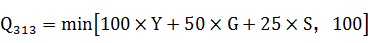 Q₃₁₃ = min[100 × Y + 50 × G + 25 × S，100]